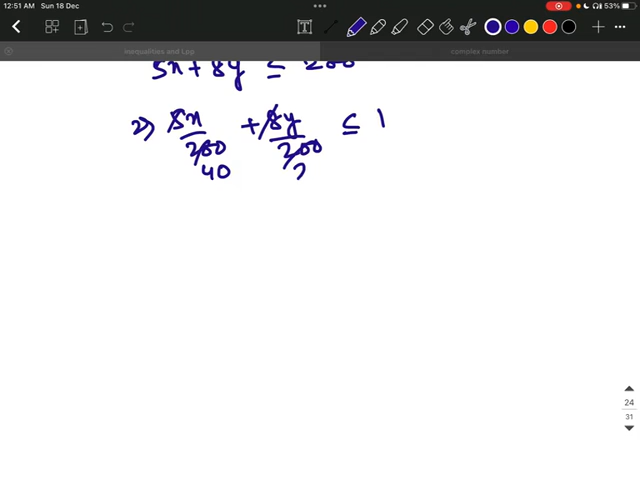 12:51 AM Sun 18 Dec 53%
inequalities and Lpp complex number
5x + 8y ≤ 200
=> 5x/200 + 8y/200 ≤ 1
40 2
24
31